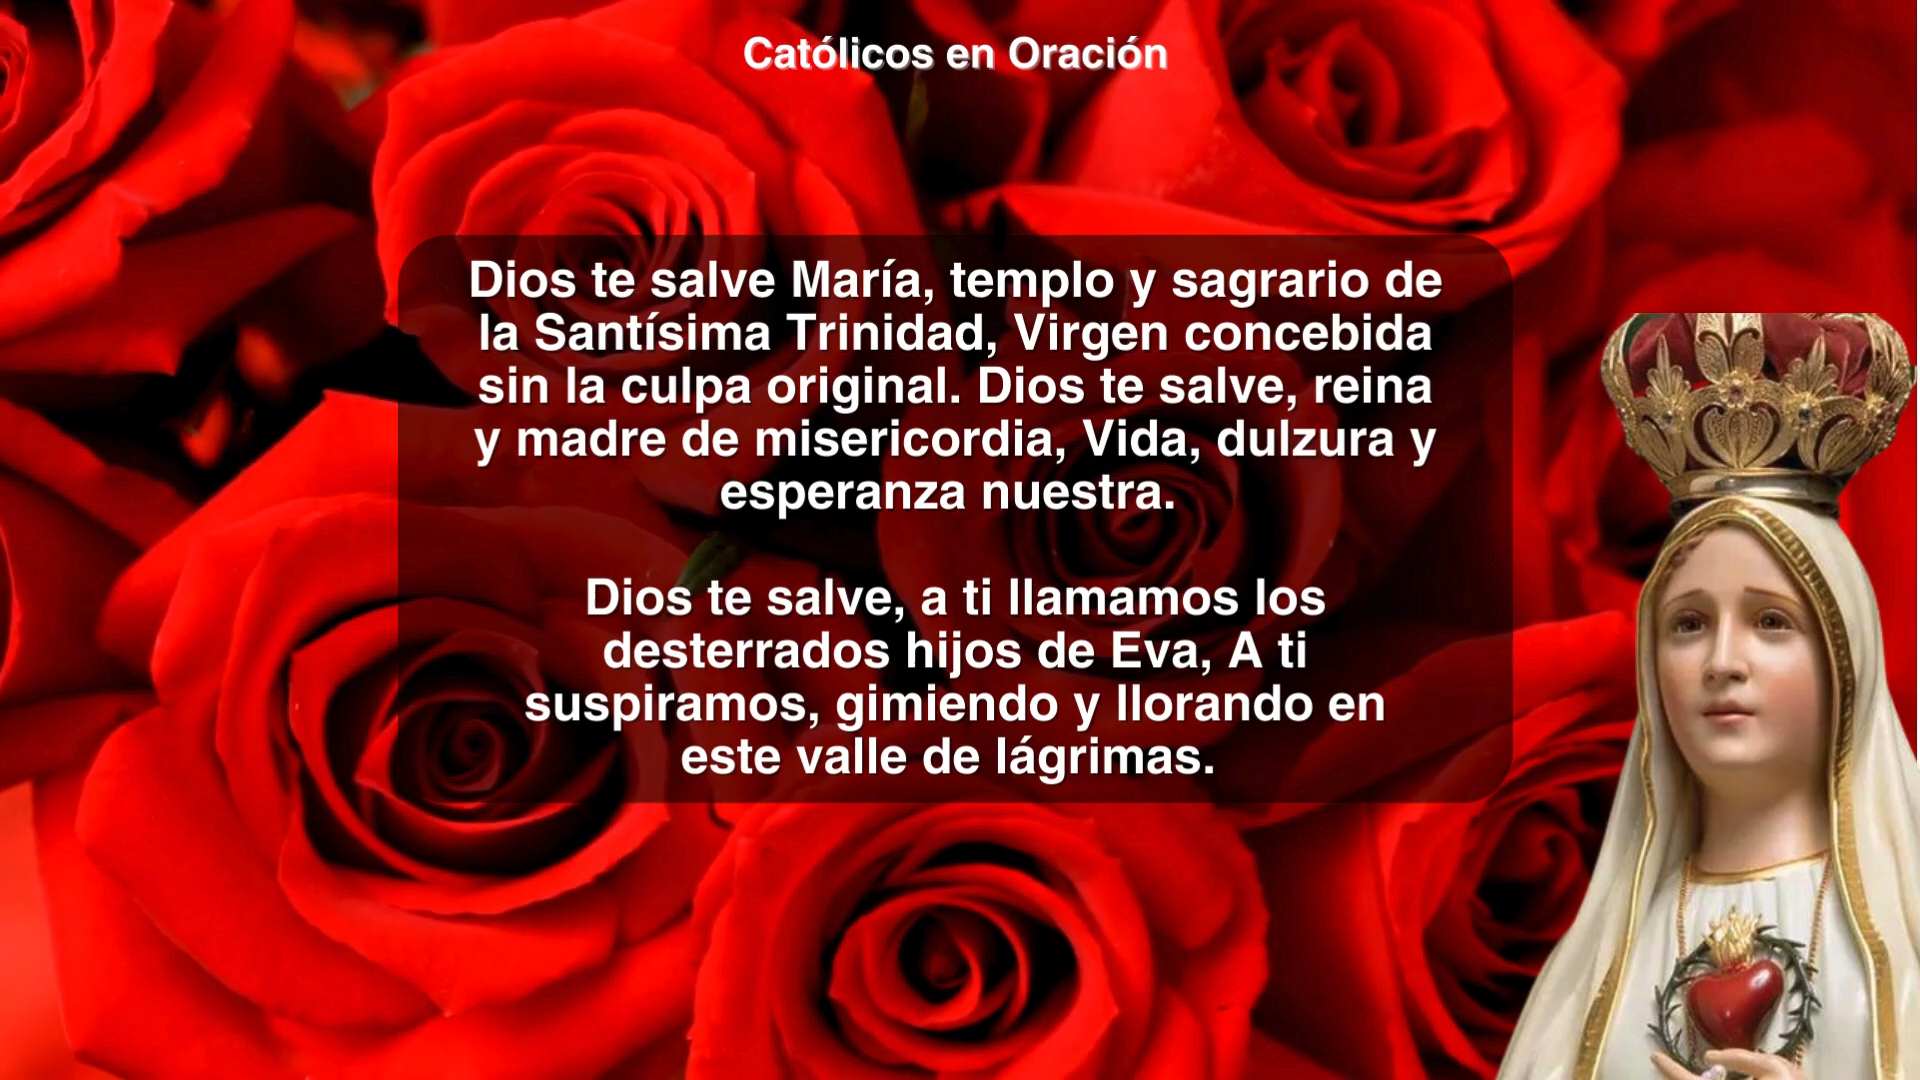 Católicos en Oración
Dios te salve María, templo y sagrario de
la Santísima Trinidad, Virgen concebida
sin la culpa original. Dios te salve, reina
y madre de misericordia, Vida, dulzura y
esperanza nuestra.
Dios te salve, a ti llamamos los
desterrados hijos de Eva, A ti
suspiramos, gimiendo y llorando en
este valle de lágrimas.